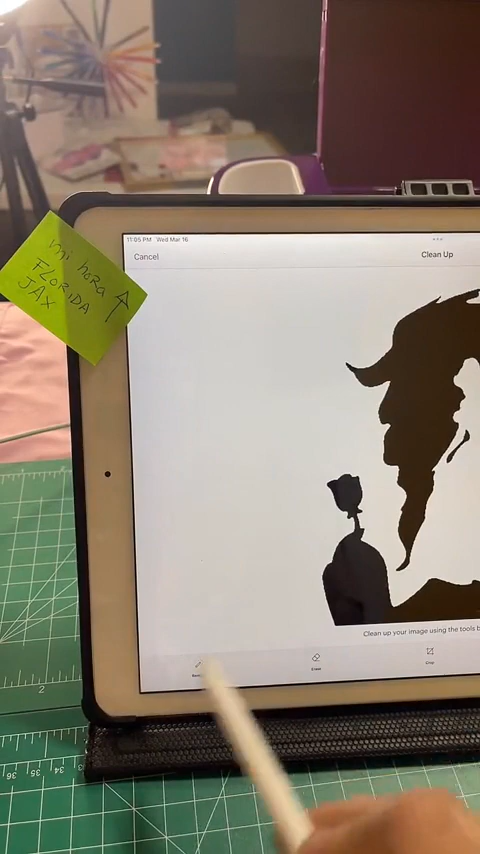 mi hora
FLORIDA
JAX
11:05 PM Wed Mar 16
Cancel
Clean Up
Clean up your image using the tools b
Erase
Crop
2
36
35
34
33